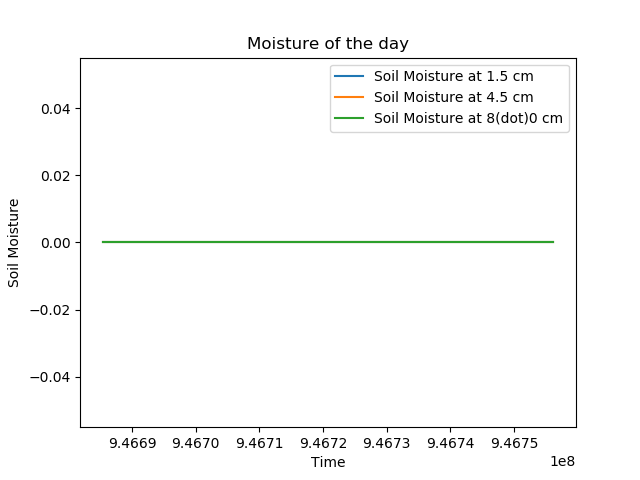 Moisture of the day
Soil Moisture at 1.5 cm
Soil Moisture at 4.5 cm
Soil Moisture at 8(dot)0 cm
0.04
0.02
0.00
−0.02
−0.04
Soil Moisture
9.4669 9.4670 9.4671 9.4672 9.4673 9.4674 9.4675
1e8
Time